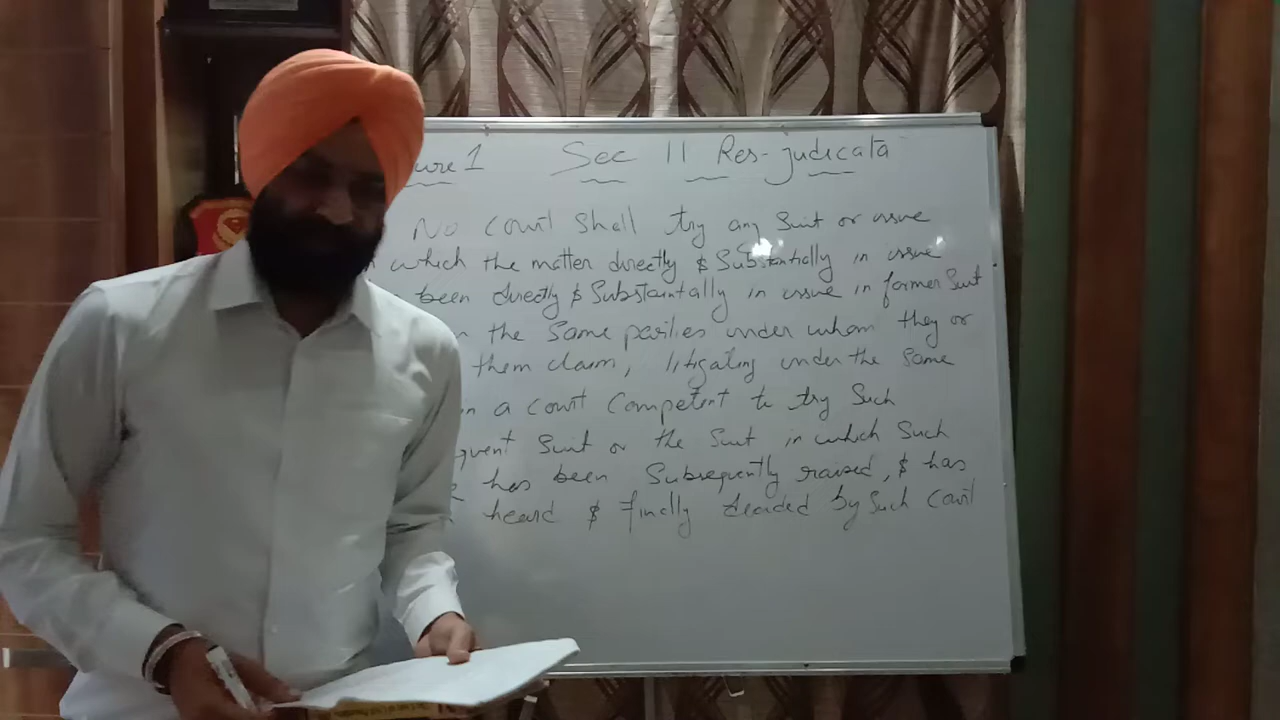 ure 1 Sec 11 Res-judicata
No court shall try any Suit or issue
which the matter directly & Substantially in issue
been directly & Substaintally in issue in former Suit
the Same parties under whom they or
them claim, litigating under the Same
in a court Competent to try Such
quent Suit or the Suit in which Such
has been Subsequently raised, & has
heard & finally decided by Such Court